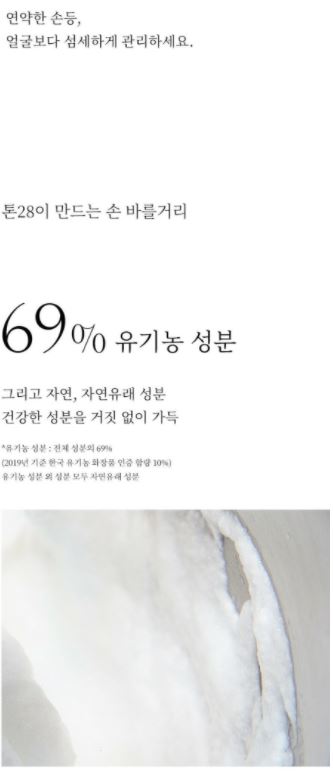 연약한 손등,
얼굴보다 섬세하게 관리하세요.
톤28이 만드는 손 바를거리
69% 유기농 성분
그리고 자연, 자연유래 성분
건강한 성분을 거짓 없이 가득
*유기농 성분 : 전체 성분의 69%
(2019년 기준 한국 유기농 화장품 인증 함량 10%)
유기농 성분 외 성분 모두 자연유래 성분